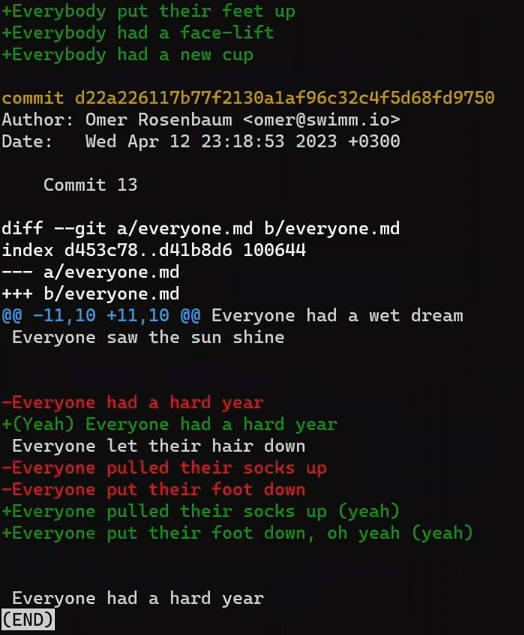 +Everybody put their feet up
+Everybody had a face-lift
+Everybody had a new cup
commit d22a226117b77f2130a1af96c32c4f5d68fd9750
Author: Omer Rosenbaum <omer@swimm.io>
Date:   Wed Apr 12 23:18:53 2023 +0300
Commit 13
diff --git a/everyone.md b/everyone.md
index d453c78..d41b8d6 100644
--- a/everyone.md
+++ b/everyone.md
@@ -11,10 +11,10 @@ Everyone had a wet dream
Everyone saw the sun shine
-Everyone had a hard year
+(Yeah) Everyone had a hard year
Everyone let their hair down
-Everyone pulled their socks up
-Everyone put their foot down
+Everyone pulled their socks up (yeah)
+Everyone put their foot down, oh yeah (yeah)
Everyone had a hard year
(END)